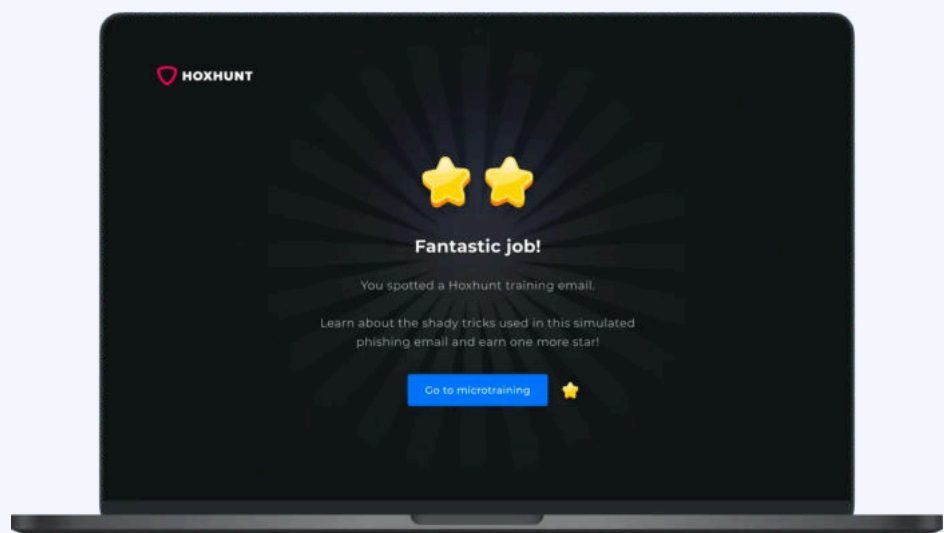 HOXHUNT
Fantastic job!
You spotted a Hoxhunt training email.
Learn about the shady tricks used in this simulated
phishing email and earn one more star!
Go to microtraining